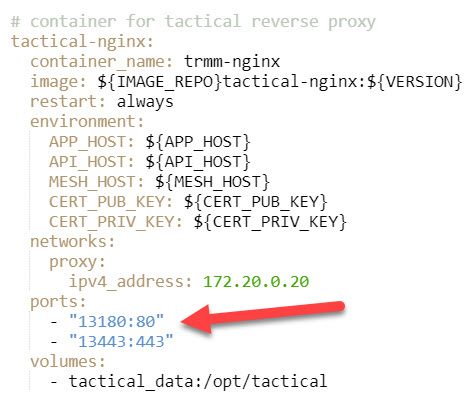 # container for tactical reverse proxy
tactical-nginx:
  container_name: trmm-nginx
  image: ${IMAGE_REPO}tactical-nginx:${VERSION}
  restart: always
  environment:
    APP_HOST: ${APP_HOST}
    API_HOST: ${API_HOST}
    MESH_HOST: ${MESH_HOST}
    CERT_PUB_KEY: ${CERT_PUB_KEY}
    CERT_PRIV_KEY: ${CERT_PRIV_KEY}
  networks:
    proxy:
      ipv4_address: 172.20.0.20
  ports:
    - "13180:80"
    - "13443:443"
  volumes:
    - tactical_data:/opt/tactical